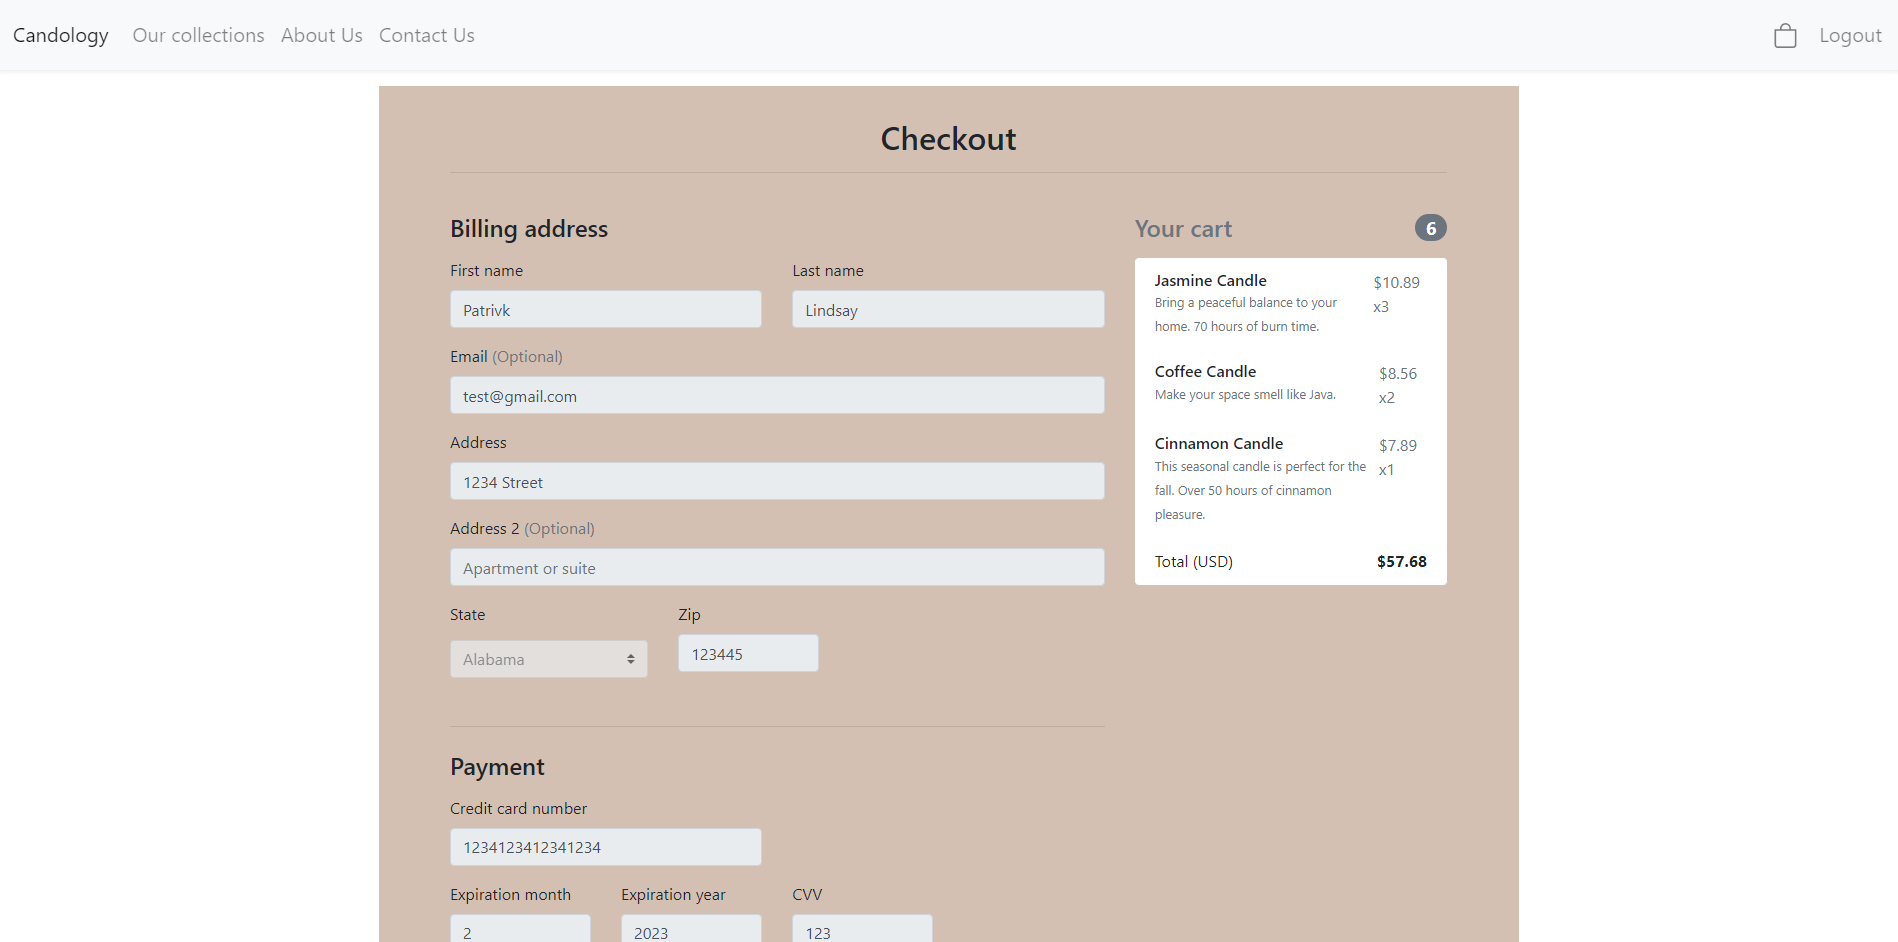 Candology Our collections About Us Contact Us Logout
Checkout
Billing address
First name Last name
Patrivk Lindsay
Email (Optional)
test@gmail.com
Address
1234 Street
Address 2 (Optional)
Apartment or suite
State Zip
Alabama 123445
Your cart 6
Jasmine Candle $10.89
Bring a peaceful balance to your
home. 70 hours of burn time.
x3
Coffee Candle $8.56
Make your space smell like Java. x2
Cinnamon Candle $7.89
This seasonal candle is perfect for the x1
fall. Over 50 hours of cinnamon
pleasure.
Total (USD) $57.68
Payment
Credit card number
1234123412341234
Expiration month Expiration year CVV
2 2023 123